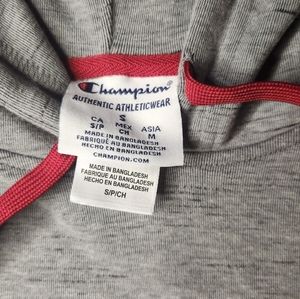 Champion
AUTHENTIC ATHLETICWEAR
S
CA MEX ASIA
S/P CH M
MADE IN BANGLADESH
FABRIQUÉ AU BANGLADESH
HECHO EN BANGLADESH
CHAMPION.COM
MADE IN BANGLADESH
FABRIQUÉ AU BANGLADESH
HECHO EN BANGLADESH
S/P/CH